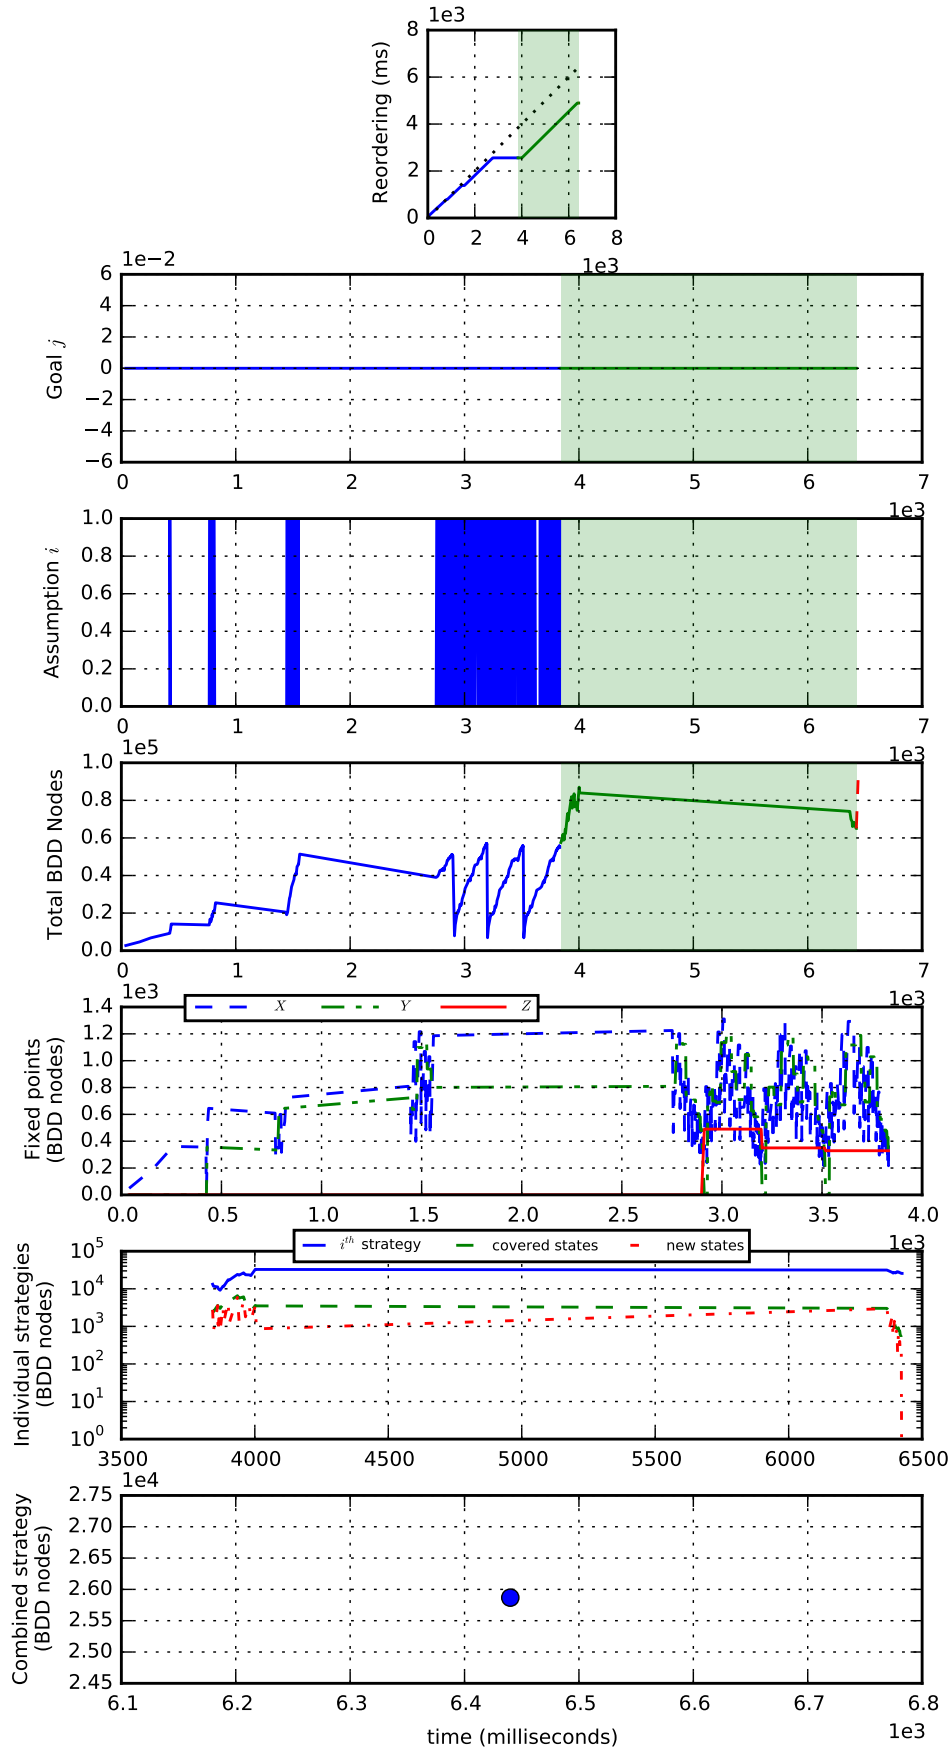 1e3
8
6
4
2
0
Reordering (ms)
0 2 4 6 8
1e3
1e−2
6
4
2
0
−2
−4
−6
Goal j
0 1 2 3 4 5 6 7
1e3
1.0
0.8
0.6
0.4
0.2
0.0
Assumption i
0 1 2 3 4 5 6 7
1e3
1e5
1.0
0.8
0.6
0.4
0.2
0.0
Total BDD Nodes
0 1 2 3 4 5 6 7
1e3
1e3
X Y Z
1.4
1.2
1.0
0.8
0.6
0.4
0.2
0.0
Fixed points
(BDD nodes)
0.0 0.5 1.0 1.5 2.0 2.5 3.0 3.5 4.0
1e3
i^th strategy covered states new states
10^5
10^4
10^3
10^2
10^1
10^0
Individual strategies
(BDD nodes)
3500 4000 4500 5000 5500 6000 6500
1e4
2.75
2.70
2.65
2.60
2.55
2.50
2.45
Combined strategy
(BDD nodes)
6.1 6.2 6.3 6.4 6.5 6.6 6.7 6.8
time (milliseconds)
1e3